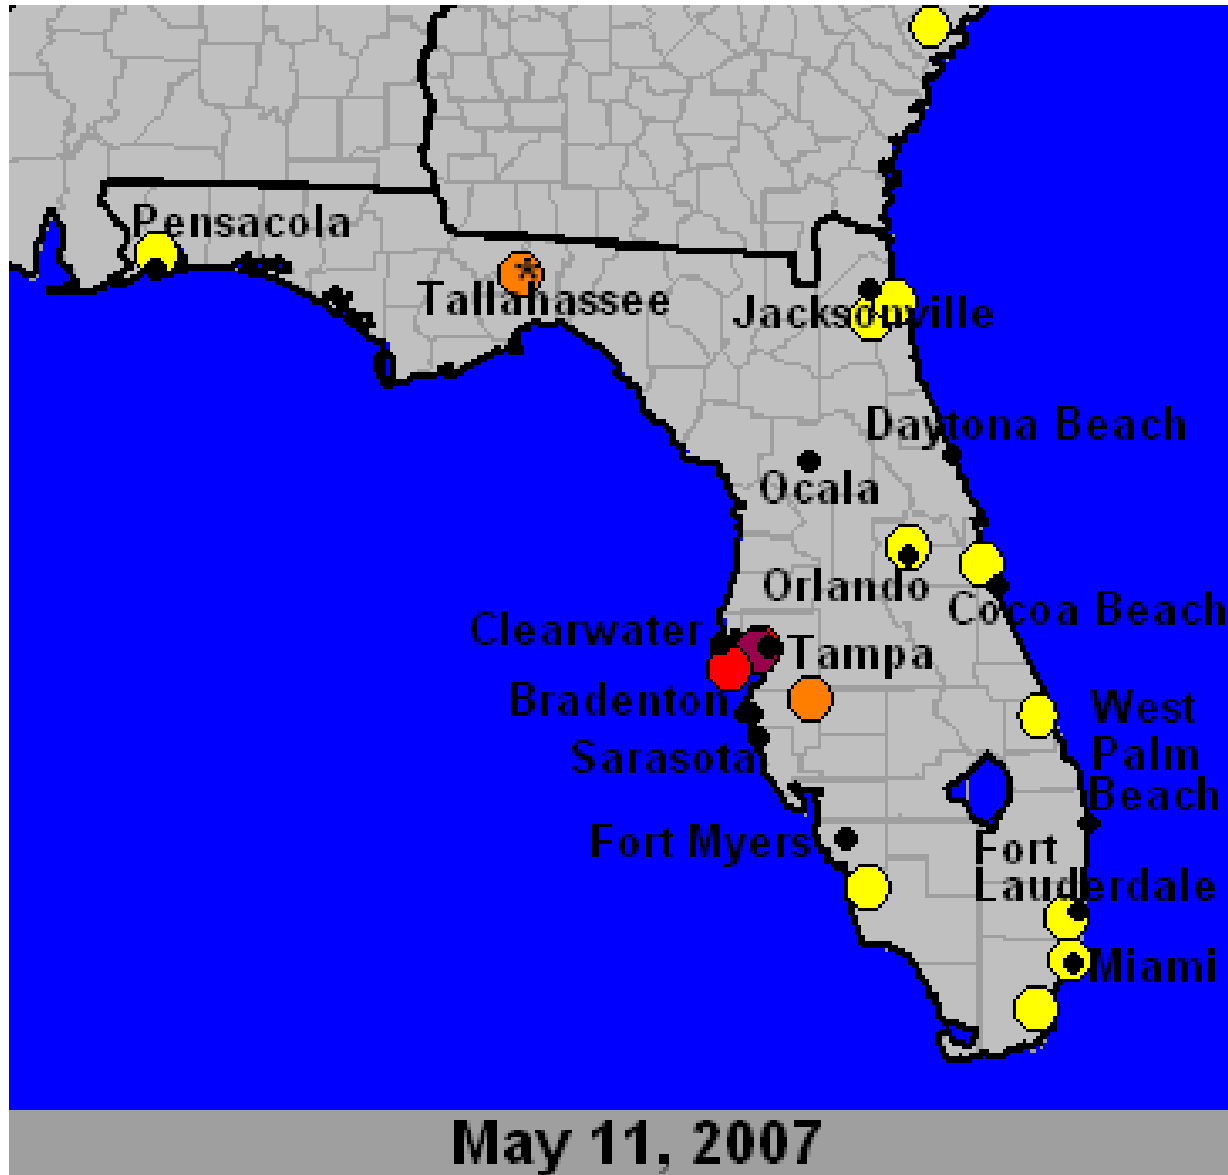 Pensacola
Tallahassee
Jacksonville
Daytona Beach
Ocala
Orlando
Cocoa Beach
Clearwater
Tampa
Bradenton
West
Palm
Beach
Sarasota
Fort Myers
Fort
Lauderdale
Miami
May 11, 2007